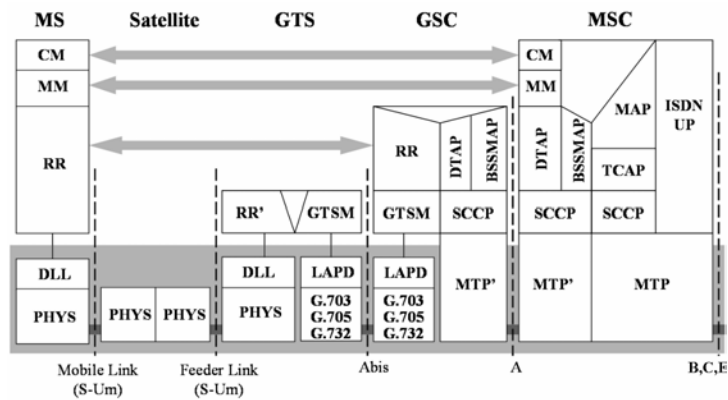 MS Satellite GTS GSC MSC
CM CM
MM MM
RR RR DTAP BSSMAP DTAP BSSMAP MAP ISDN UP
TCAP
RR' GTSM GTSM SCCP SCCP SCCP
DLL DLL LAPD LAPD MTP' MTP' MTP
PHYS PHYS PHYS PHYS G.703 G.703
G.705 G.705
G.732 G.732
Mobile Link Feeder Link Abis A B,C,E
(S-Um) (S-Um)